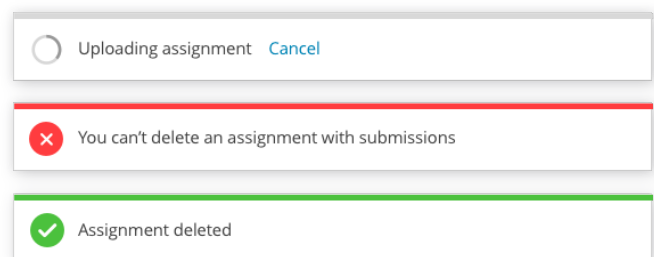 Uploading assignment Cancel
You can’t delete an assignment with submissions
Assignment deleted